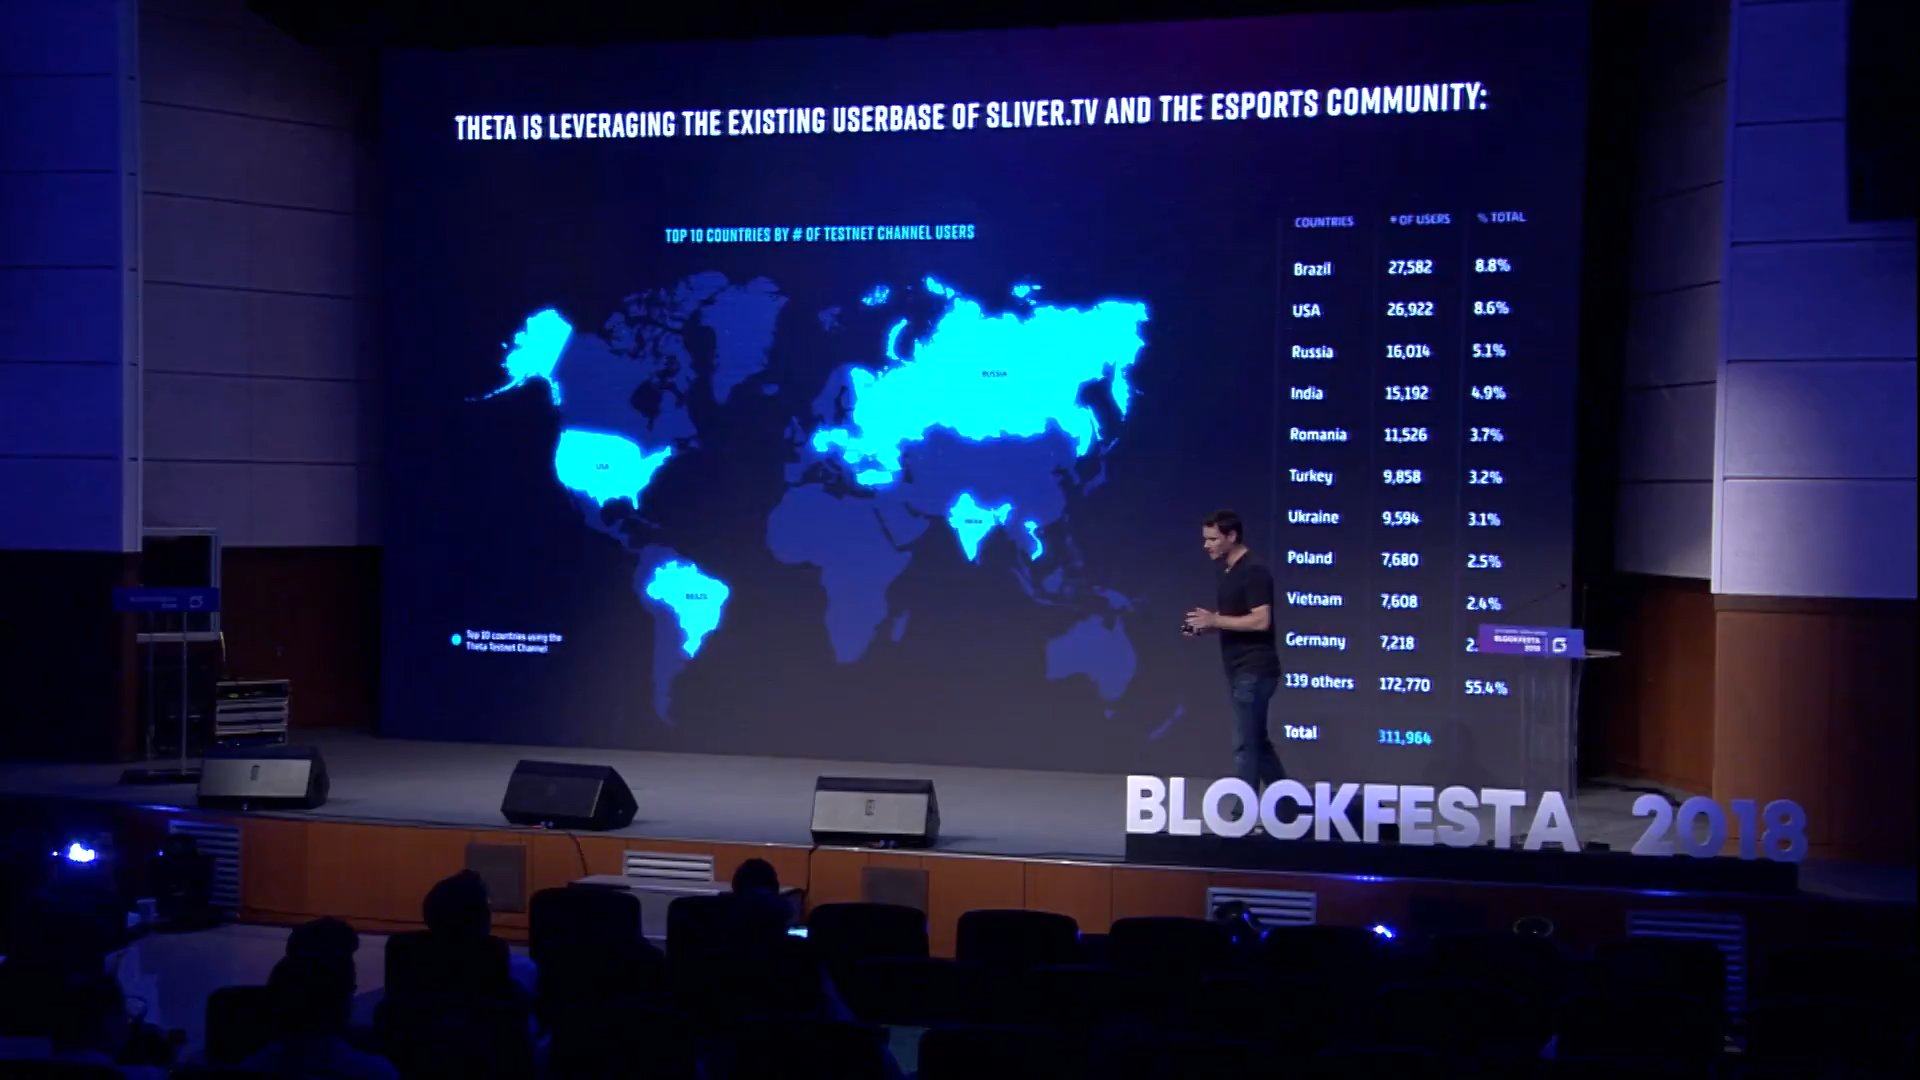 THETA IS LEVERAGING THE EXISTING USERBASE OF SLIVER.TV AND THE ESPORTS COMMUNITY:
TOP 10 COUNTRIES BY # OF TESTNET CHANNEL USERS
COUNTRIES # OF USERS % TOTAL
Brazil 27,582 8.8%
USA 26,922 8.6%
Russia 16,014 5.1%
India 15,192 4.9%
Romania 11,526 3.7%
Turkey 9,858 3.2%
Ukraine 9,594 3.1%
Poland 7,680 2.5%
Vietnam 7,608 2.4%
Germany 7,218 2.
139 others 172,770 55.4%
Total 311,964
RUSSIA
USA
INDIA
BRAZIL
Top 10 countries using the
Theta Testnet Channel
BLOCKFESTA
2018
BLOCKFESTA 2018